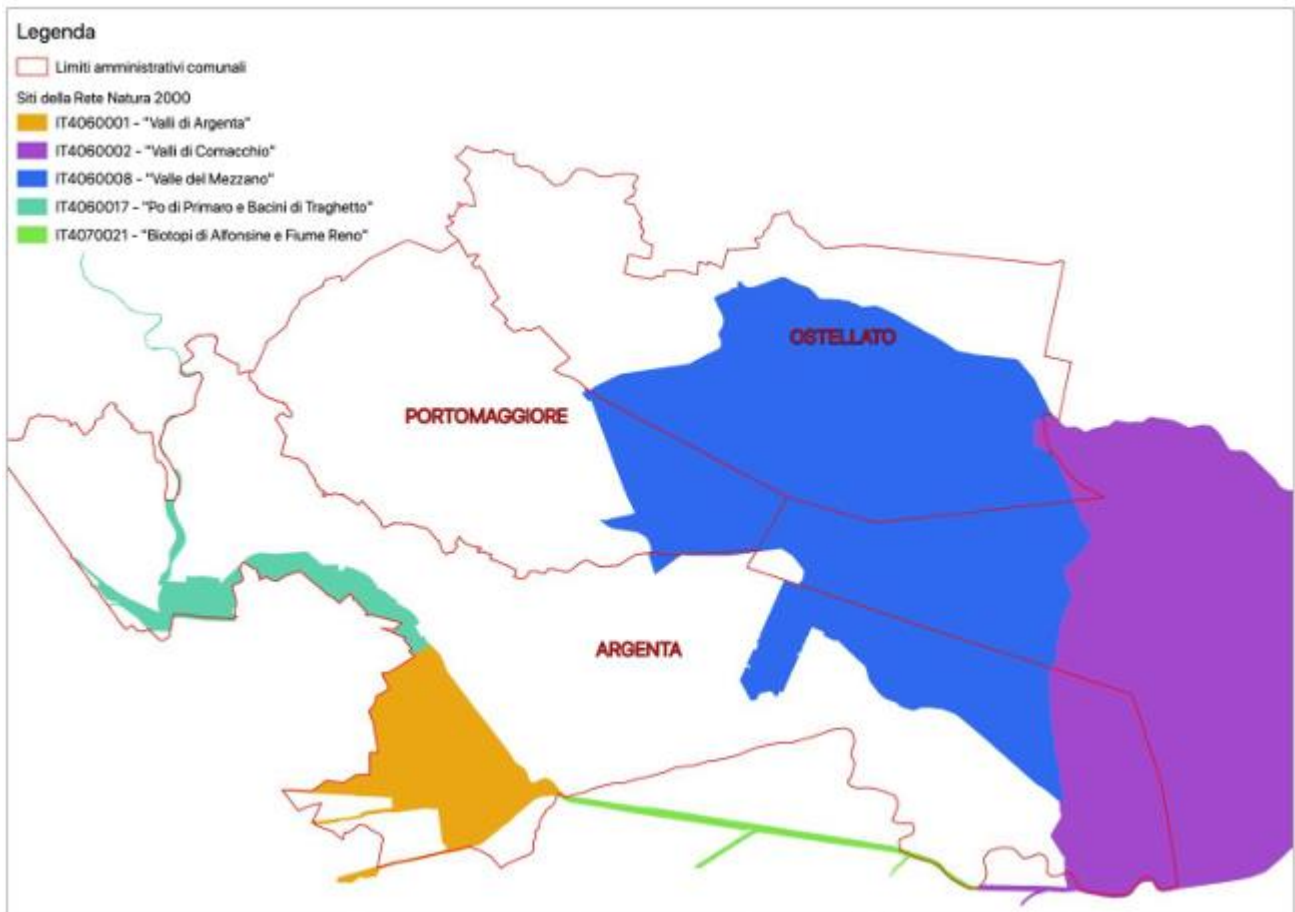 Legenda
Limiti amministrativi comunali
Siti della Rete Natura 2000
IT4060001 - "Valli di Argenta"
IT4060002 - "Valli di Comacchio"
IT4060008 - "Valle del Mezzano"
IT4060017 - "Po di Primaro e Bacini di Traghetto"
IT4070021 - "Biotopi di Alfonsine e Fiume Reno"
OSTELLATO
PORTOMAGGIORE
ARGENTA